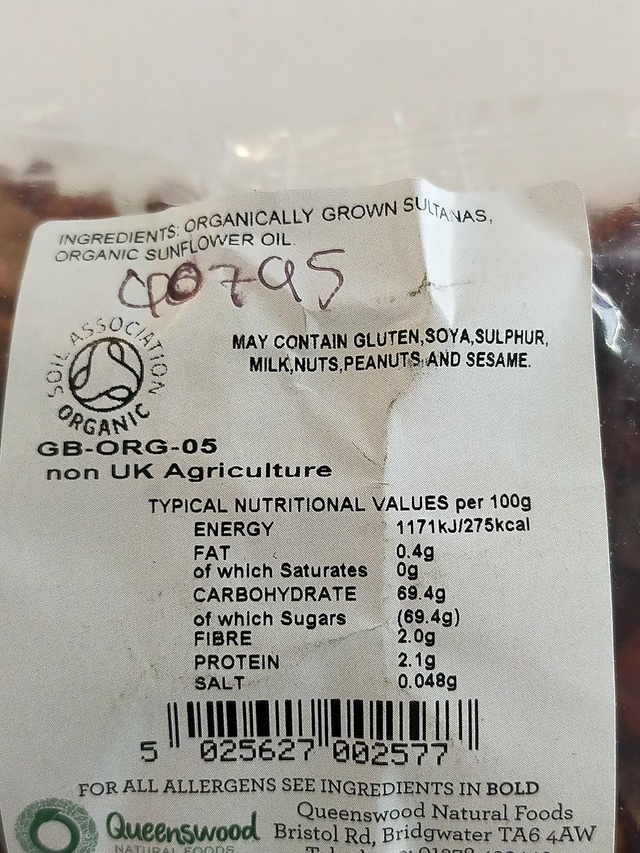 INGREDIENTS: ORGANICALLY GROWN SULTANAS,
ORGANIC SUNFLOWER OIL.
SOIL ASSOCIATION
ORGANIC
MAY CONTAIN GLUTEN,SOYA,SULPHUR,
MILK,NUTS,PEANUTS AND SESAME.
GB-ORG-05
non UK Agriculture
TYPICAL NUTRITIONAL VALUES per 100g
ENERGY 1171kJ/275kcal
FAT 0.4g
of which Saturates 0g
CARBOHYDRATE 69.4g
of which Sugars (69.4g)
FIBRE 2.0g
PROTEIN 2.1g
SALT 0.048g
5 025627 002577
FOR ALL ALLERGENS SEE INGREDIENTS IN BOLD
Queenswood
NATURAL FOODS
Queenswood Natural Foods
Bristol Rd, Bridgwater TA6 4AW